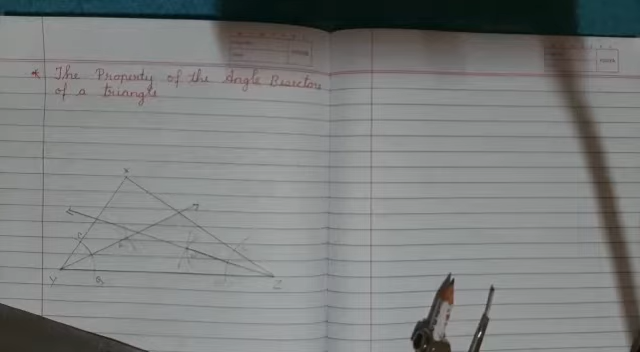 * The Property of the Angle Bisectors
of a triangle
X
P
Y
Q
Z